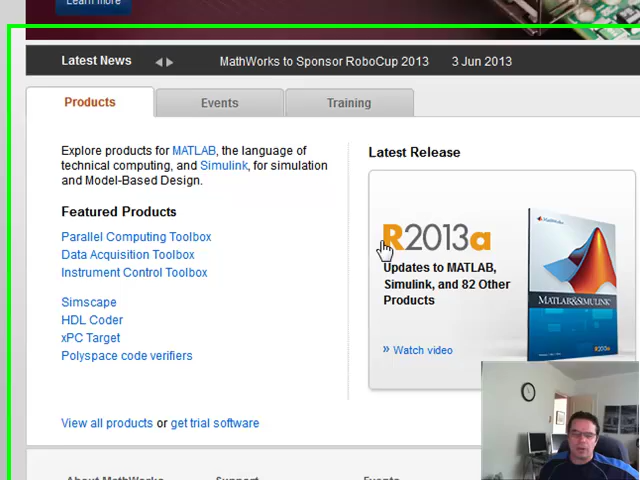 Learn more
Latest News
MathWorks to Sponsor RoboCup 2013 3 Jun 2013
Products
Events
Training
Explore products for MATLAB, the language of
technical computing, and Simulink, for simulation
and Model-Based Design.
Featured Products
Parallel Computing Toolbox
Data Acquisition Toolbox
Instrument Control Toolbox
Simscape
HDL Coder
xPC Target
Polyspace code verifiers
View all products or get trial software
Latest Release
R2013a
Updates to MATLAB,
Simulink, and 82 Other
Products
» Watch video
MathWorks
MATLAB&SIMULINK
R2013a
About MathWorks
Support
Events